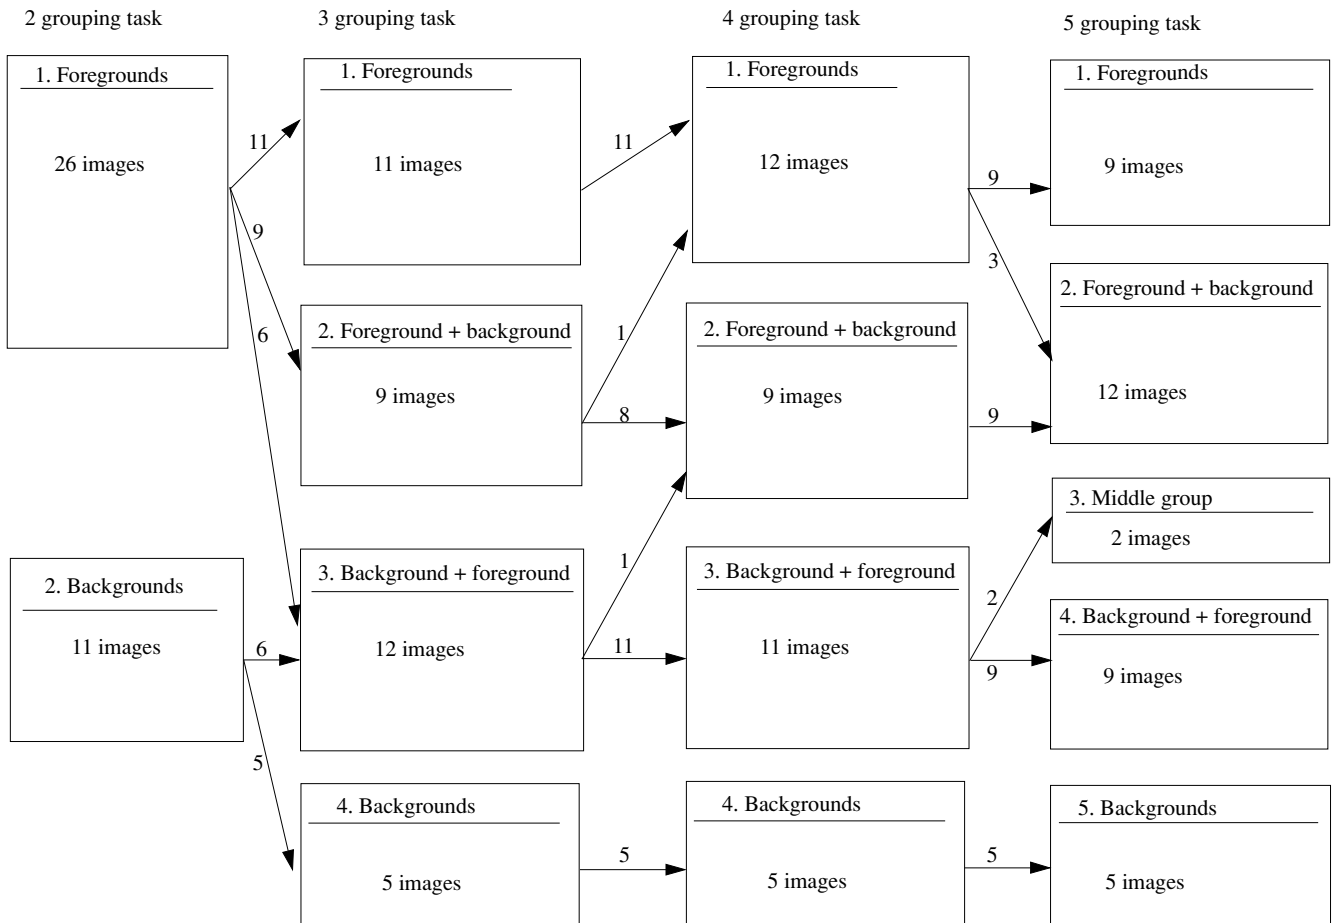 2 grouping task
3 grouping task
4 grouping task
5 grouping task
1. Foregrounds
26 images
2. Backgrounds
11 images
11
9
6
6
5
1. Foregrounds
11 images
2. Foreground + background
9 images
3. Background + foreground
12 images
4. Backgrounds
5 images
11
1
8
1
11
5
1. Foregrounds
12 images
2. Foreground + background
9 images
3. Background + foreground
11 images
4. Backgrounds
5 images
9
3
9
2
9
5
1. Foregrounds
9 images
2. Foreground + background
12 images
3. Middle group
2 images
4. Background + foreground
9 images
5. Backgrounds
5 images